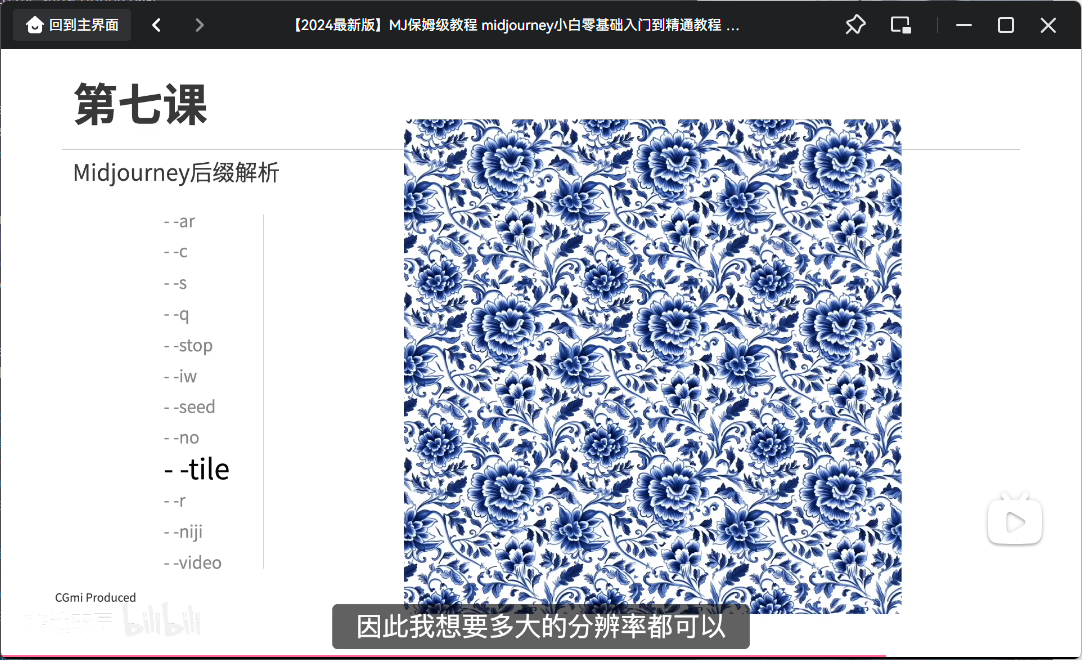 回到主界面
【2024最新版】MJ保姆级教程 midjourney小白零基础入门到精通教程 ...
第七课
Midjourney后缀解析
- -ar
- -c
- -s
- -q
- -stop
- -iw
- -seed
- -no
- -tile
- -r
- -niji
- -video
CGmi Produced
bilibili
因此我想要多大的分辨率都可以